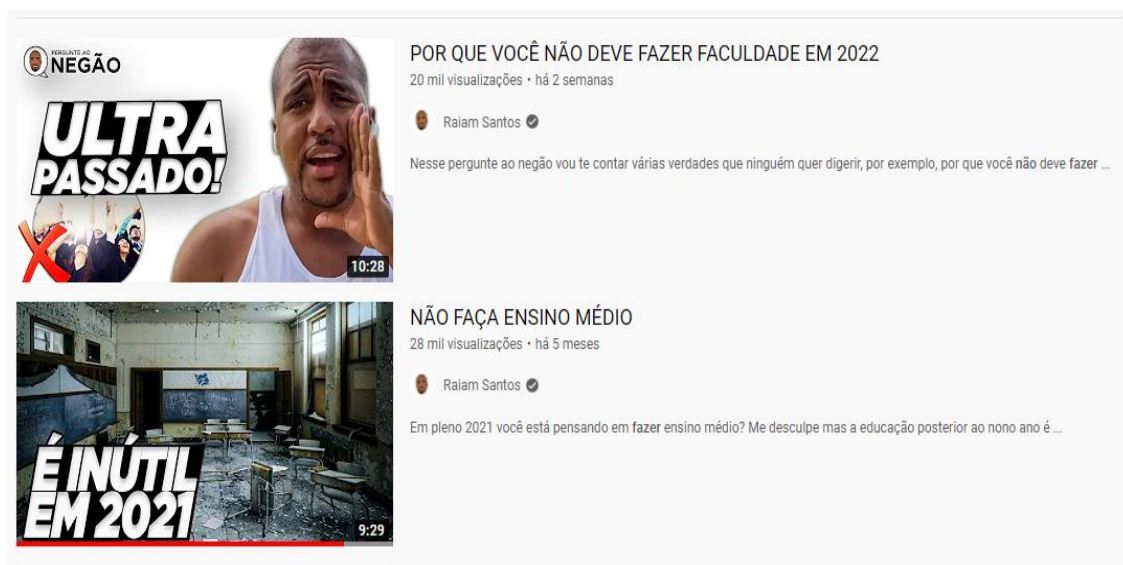 PERGUNTE AO
NEGÃO
ULTRA
PASSADO!
10:28
POR QUE VOCÊ NÃO DEVE FAZER FACULDADE EM 2022
20 mil visualizações • há 2 semanas
Raiam Santos
Nesse pergunte ao negão vou te contar várias verdades que ninguém quer digerir, por exemplo, por que você não deve fazer ...
É INÚTIL
EM 2021
9:29
NÃO FAÇA ENSINO MÉDIO
28 mil visualizações • há 5 meses
Raiam Santos
Em pleno 2021 você está pensando em fazer ensino médio? Me desculpe mas a educação posterior ao nono ano é ...